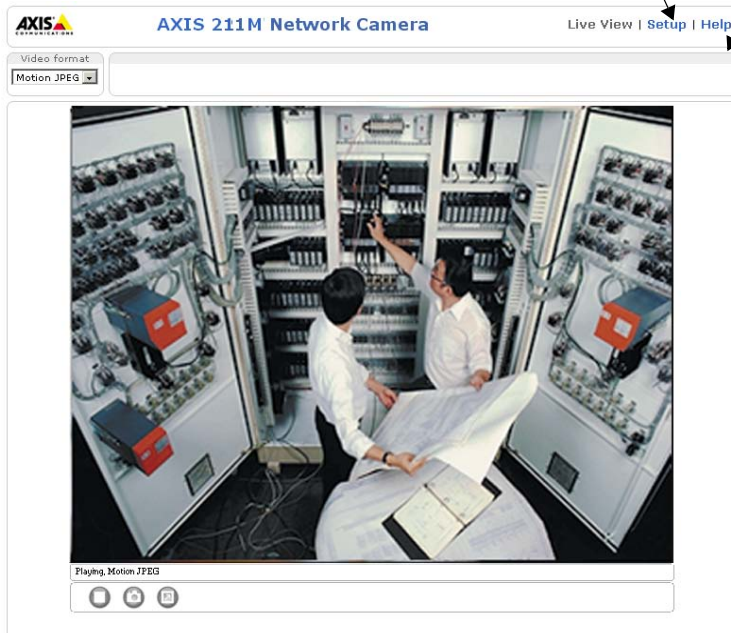 AXIS
COMMUNICATIONS
AXIS 211M Network Camera
Live View | Setup | Help
Video format
Motion JPEG
Playing, Motion JPEG